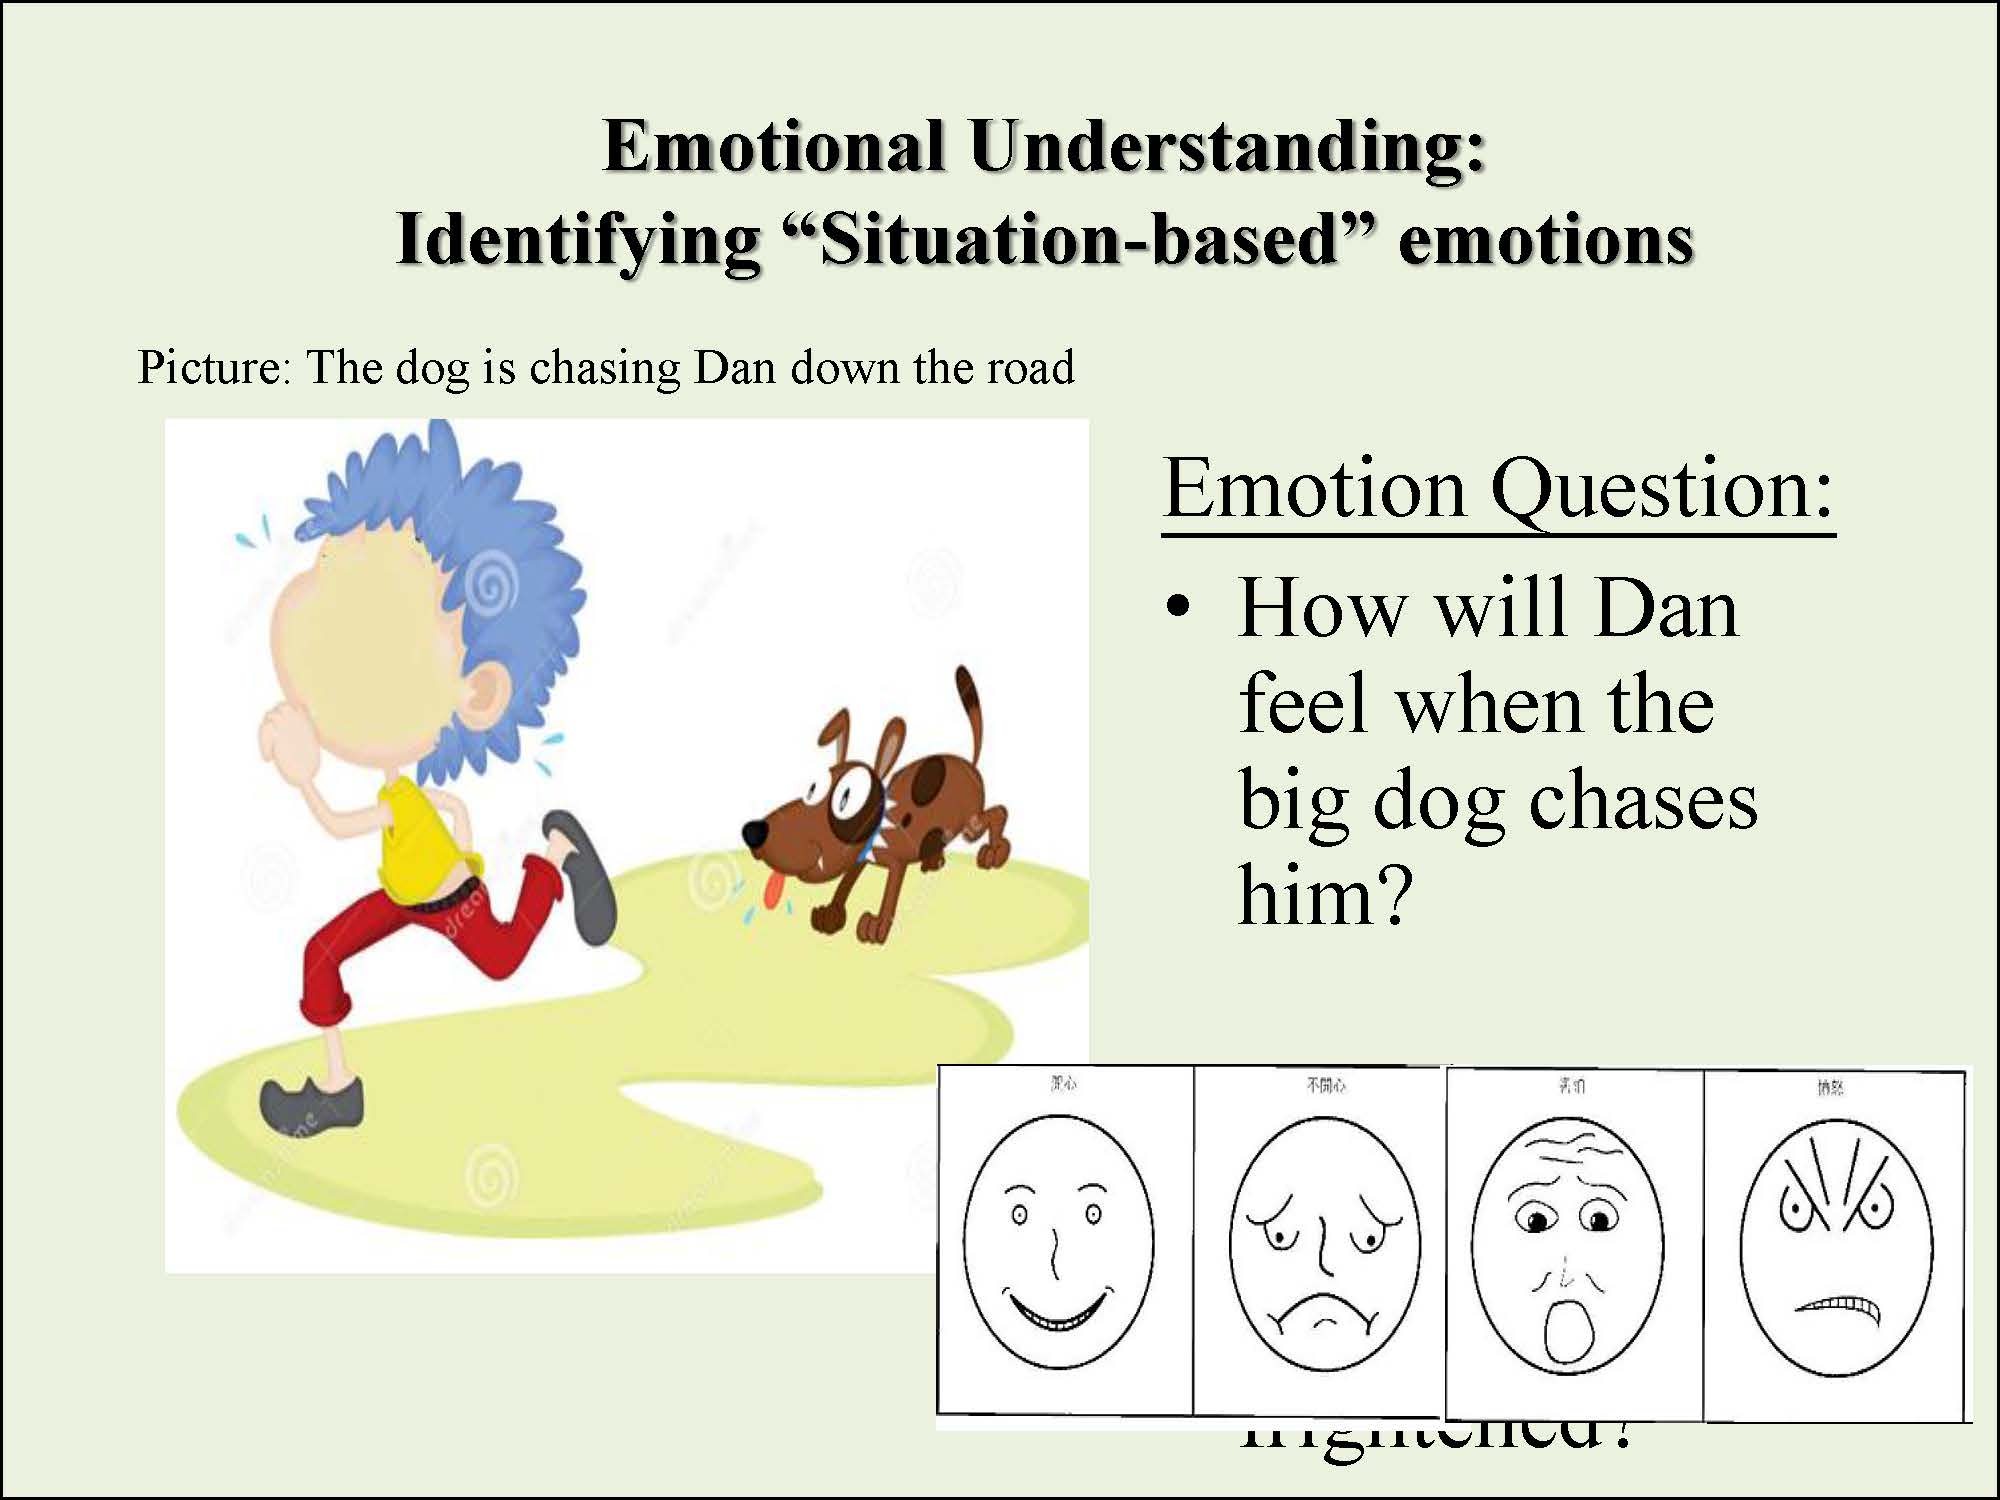 Emotional Understanding:
Identifying “Situation-based” emotions
Picture: The dog is chasing Dan down the road
Emotion Question:
• How will Dan
feel when the
big dog chases
him?
開心 不開心 害怕 憤怒
frightened?